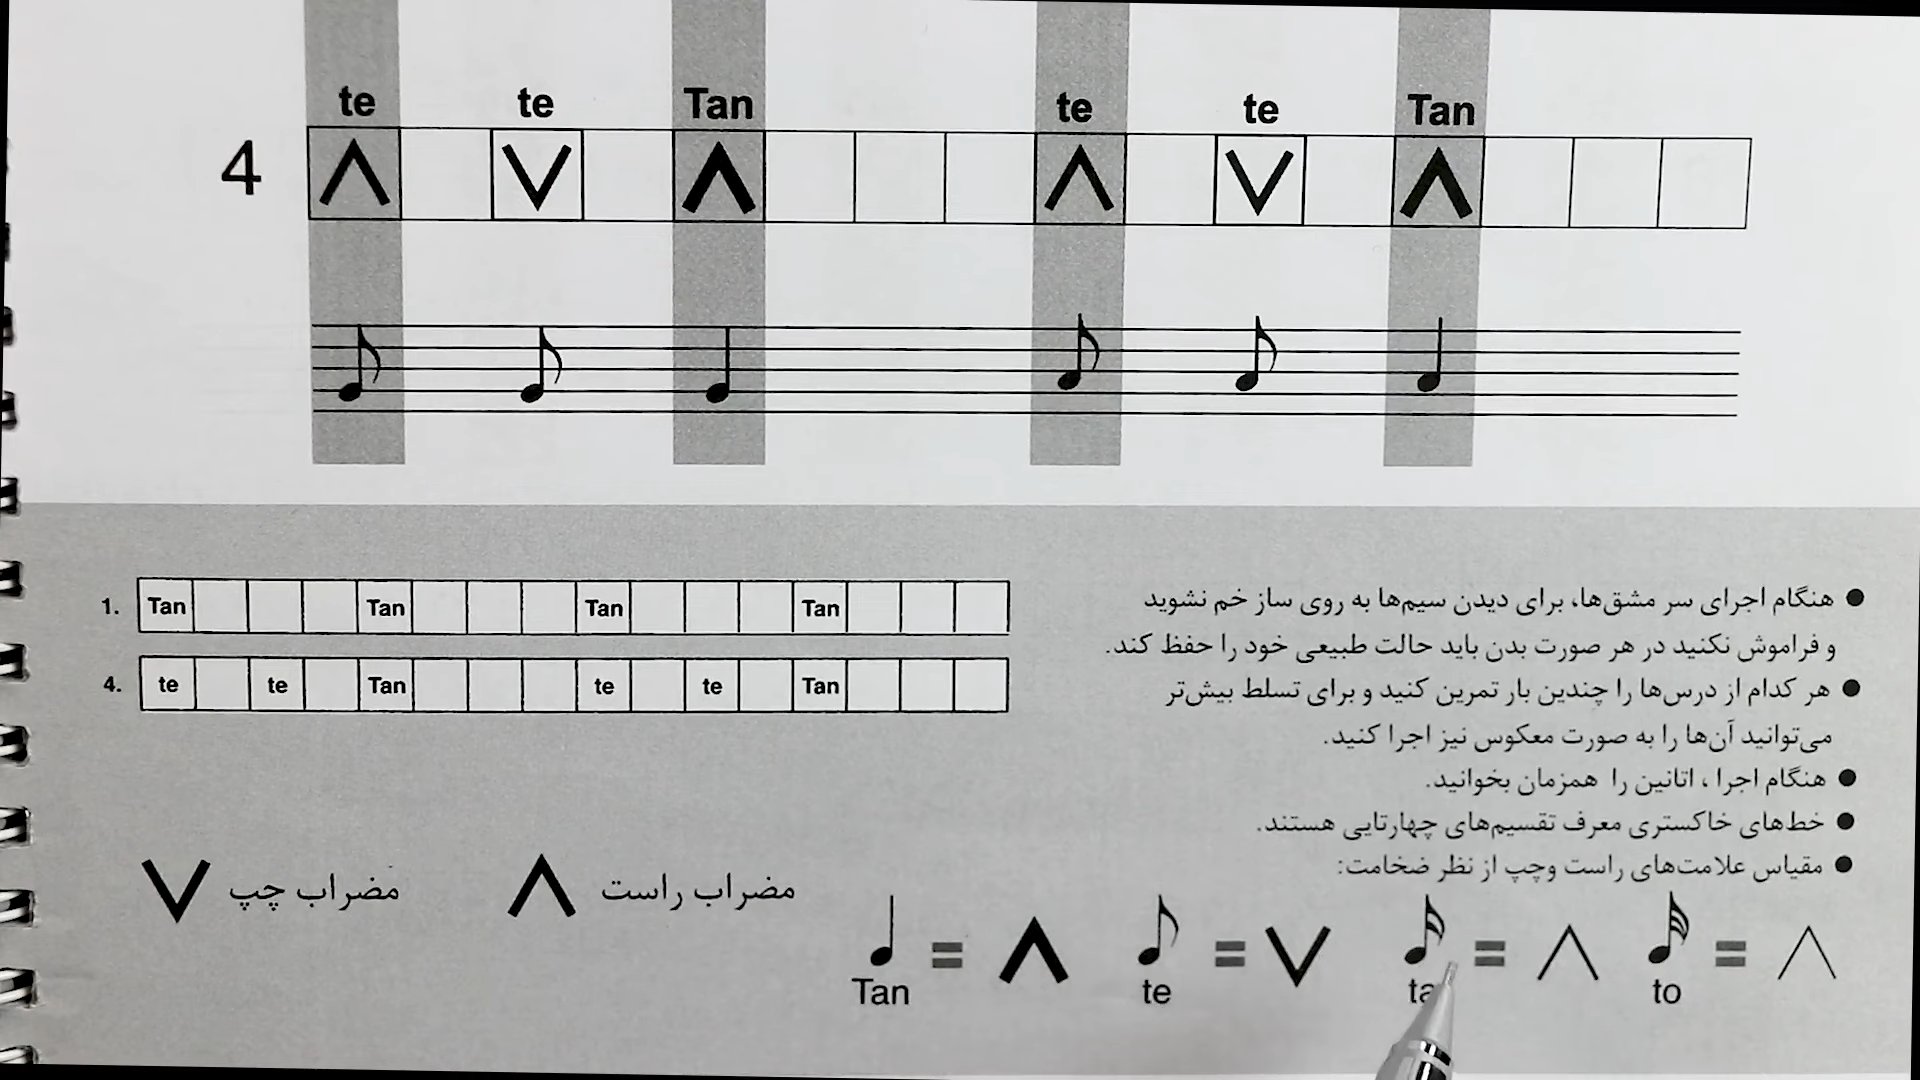 te te Tan te te Tan
4
1. Tan Tan Tan Tan
4. te te Tan te te Tan
هنگام اجرای سر مشق‌ها، برای دیدن سیم‌ها به روی ساز خم نشوید
و فراموش نکنید در هر صورت بدن باید حالت طبیعی خود را حفظ کند.
هر کدام از درس‌ها را چندین بار تمرین کنید و برای تسلط بیش‌تر
می‌توانید آن‌ها را به صورت معکوس نیز اجرا کنید.
هنگام اجرا ، اتانین را همزمان بخوانید.
خط‌های خاکستری معرف تقسیم‌های چهارتایی هستند.
مقیاس علامت‌های راست وچپ از نظر ضخامت:
مضراب راست
مضراب چپ
= = = =
Tan te to